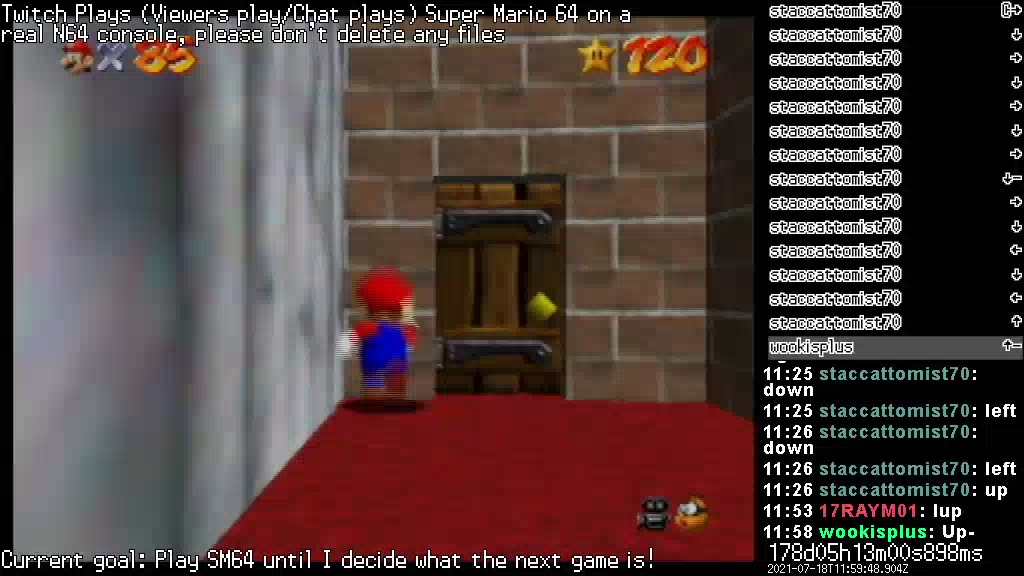 Twitch Plays (Viewers play/Chat plays) Super Mario 64 on a
real N64 console, please don't delete any files
× 85
120
Current goal: Play SM64 until I decide what the next game is!
staccattomist70
staccattomist70
staccattomist70
staccattomist70
staccattomist70
staccattomist70
staccattomist70
staccattomist70
staccattomist70
staccattomist70
staccattomist70
staccattomist70
staccattomist70
staccattomist70
wookisplus
11:25 staccattomist70:
down
11:25 staccattomist70: left
11:26 staccattomist70:
down
11:26 staccattomist70: left
11:26 staccattomist70: up
11:53 17RAYM01: lup
11:58 wookisplus: Up-
178d05h13m00s898ms
2021-07-18T11:59:48.904Z